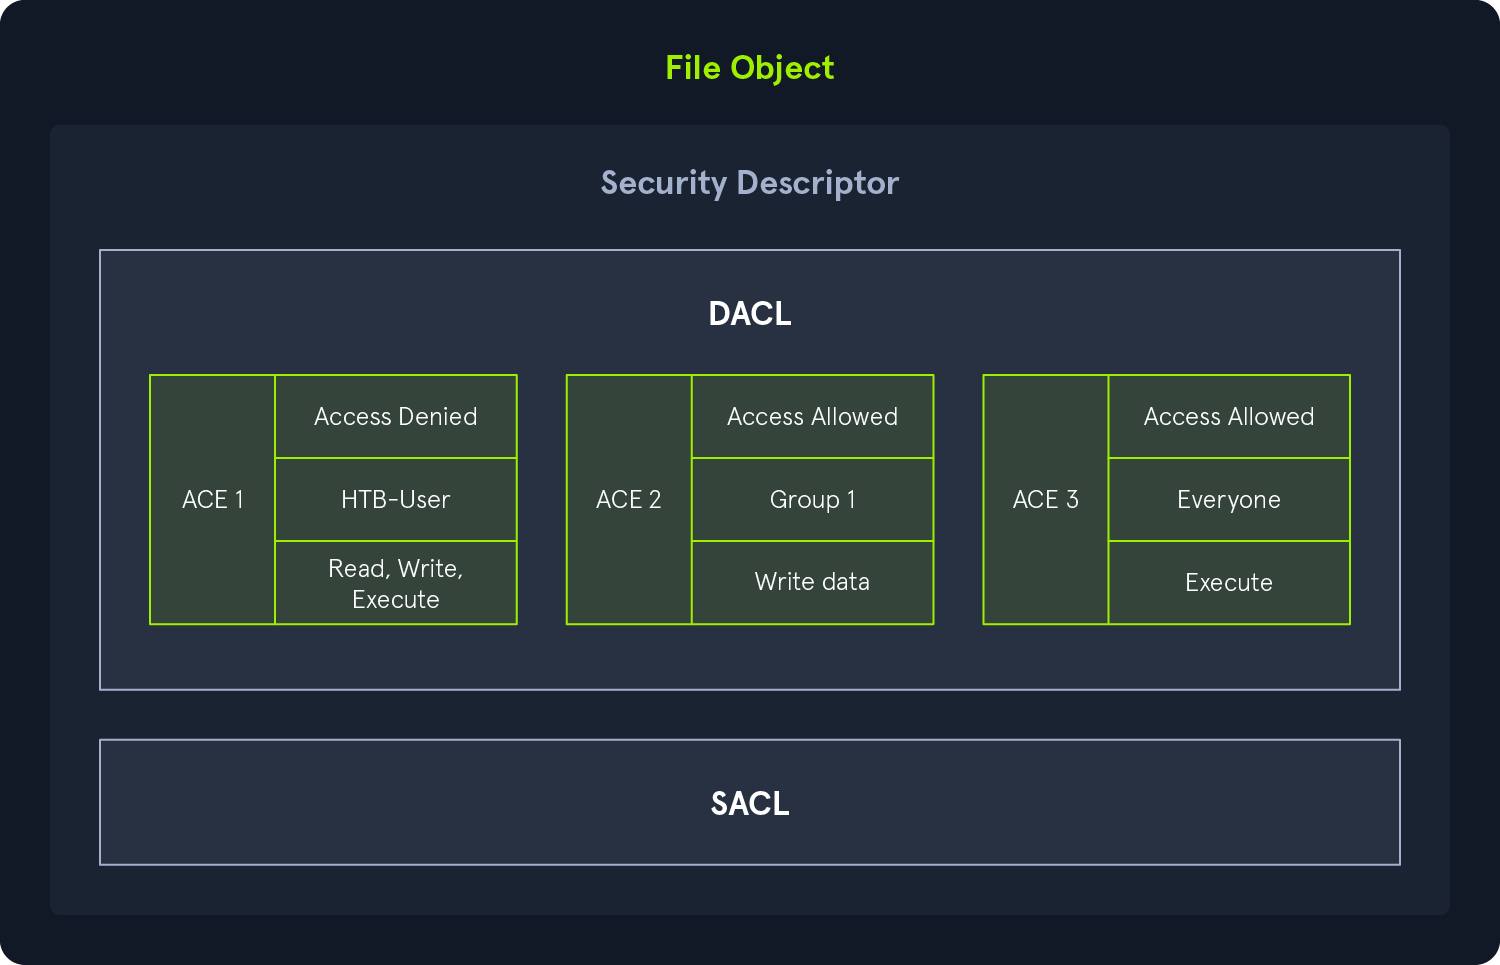 File Object
Security Descriptor
DACL
ACE 1
Access Denied
HTB-User
Read, Write,
Execute
ACE 2
Access Allowed
Group 1
Write data
ACE 3
Access Allowed
Everyone
Execute
SACL